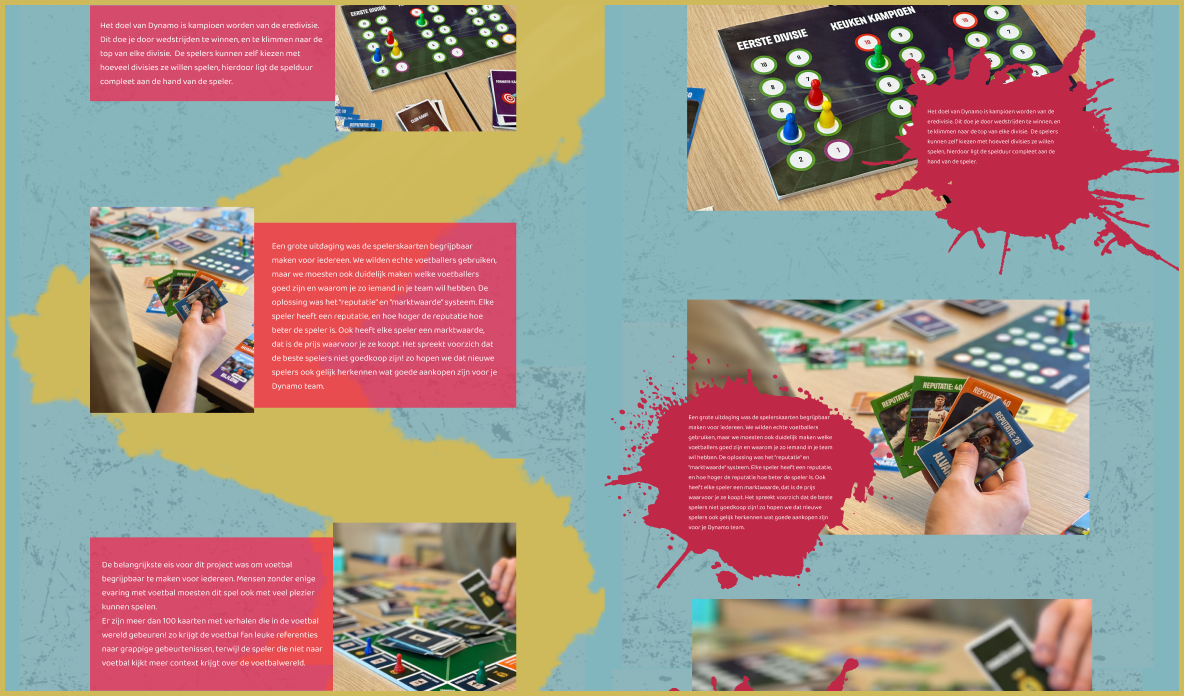 Het doel van Dynamo is kampioen worden van de eredivisie.
Dit doe je door wedstrijden te winnen, en te klimmen naar de
top van elke divisie. De spelers kunnen zelf kiezen met
hoeveel divisies ze willen spelen, hierdoor ligt de spelduur
compleet aan de hand van de speler.
EERSTE DIVISIE
REPUTATIE
Een grote uitdaging was de spelerskaarten begrijpbaar
maken voor iedereen. We wilden echte voetballers gebruiken,
maar we moesten ook duidelijk maken welke voetballers
goed zijn en waarom je zo iemand in je team wil hebben. De
oplossing was het "reputatie" en "marktwaarde" systeem. Elke
speler heeft een reputatie, en hoe hoger de reputatie hoe
beter de speler is. Ook heeft elke speler een marktwaarde,
dat is de prijs waarvoor je ze koopt. Het spreekt voorzich dat
de beste spelers niet goedkoop zijn! zo hopen we dat nieuwe
spelers ook gelijk herkennen wat goede aankopen zijn voor je
Dynamo team.
De belangrijkste eis voor dit project was om voetbal
begrijpbaar te maken voor iedereen. Mensen zonder enige
evaring met voetbal moesten dit spel ook met veel plezier
kunnen spelen.
Er zijn meer dan 100 kaarten met verhalen die in de voetbal
wereld gebeuren! zo krijgt de voetbal fan leuke referenties
naar grappige gebeurtenissen, terwijl de speler die niet naar
voetbal kijkt meer context krijgt over de voetbalwereld.
EERSTE DIVISIE
KEUKEN KAMPIOEN
10
9
8
7
6
2
1
10
9
8
7
6
5
4
10
9
Het doel van Dynamo is kampioen worden van de
eredivisie. Dit doe je door wedstrijden te winnen, en
te klimmen naar de top van elke divisie. De spelers
kunnen zelf kiezen met hoeveel divisies ze willen
spelen, hierdoor ligt de spelduur compleet aan de
hand van de speler.
Een grote uitdaging was de spelerskaarten begrijpbaar
maken voor iedereen. We wilden echte voetballers
gebruiken, maar we moesten ook duidelijk maken welke
voetballers goed zijn en waarom je zo iemand in je team
wil hebben. De oplossing was het "reputatie" en
"marktwaarde" systeem. Elke speler heeft een reputatie,
en hoe hoger de reputatie hoe beter de speler is. Ook
heeft elke speler een marktwaarde, dat is de prijs
waarvoor je ze koopt. Het spreekt voorzich dat de beste
spelers niet goedkoop zijn! zo hopen we dat nieuwe
spelers ook gelijk herkennen wat goede aankopen zijn
voor je Dynamo team.
REPUTATIE: 40
REPUTATIE: 20